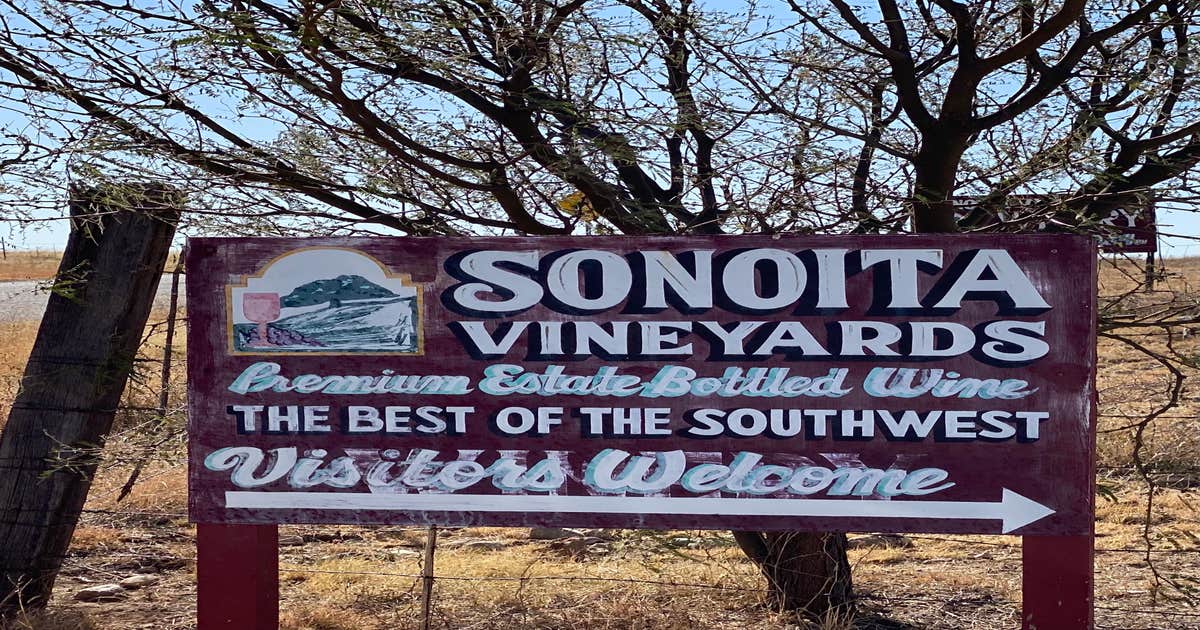 SONOITA
VINEYARDS
Premium Estate Bottled Wine
THE BEST OF THE SOUTHWEST
Visitors Welcome